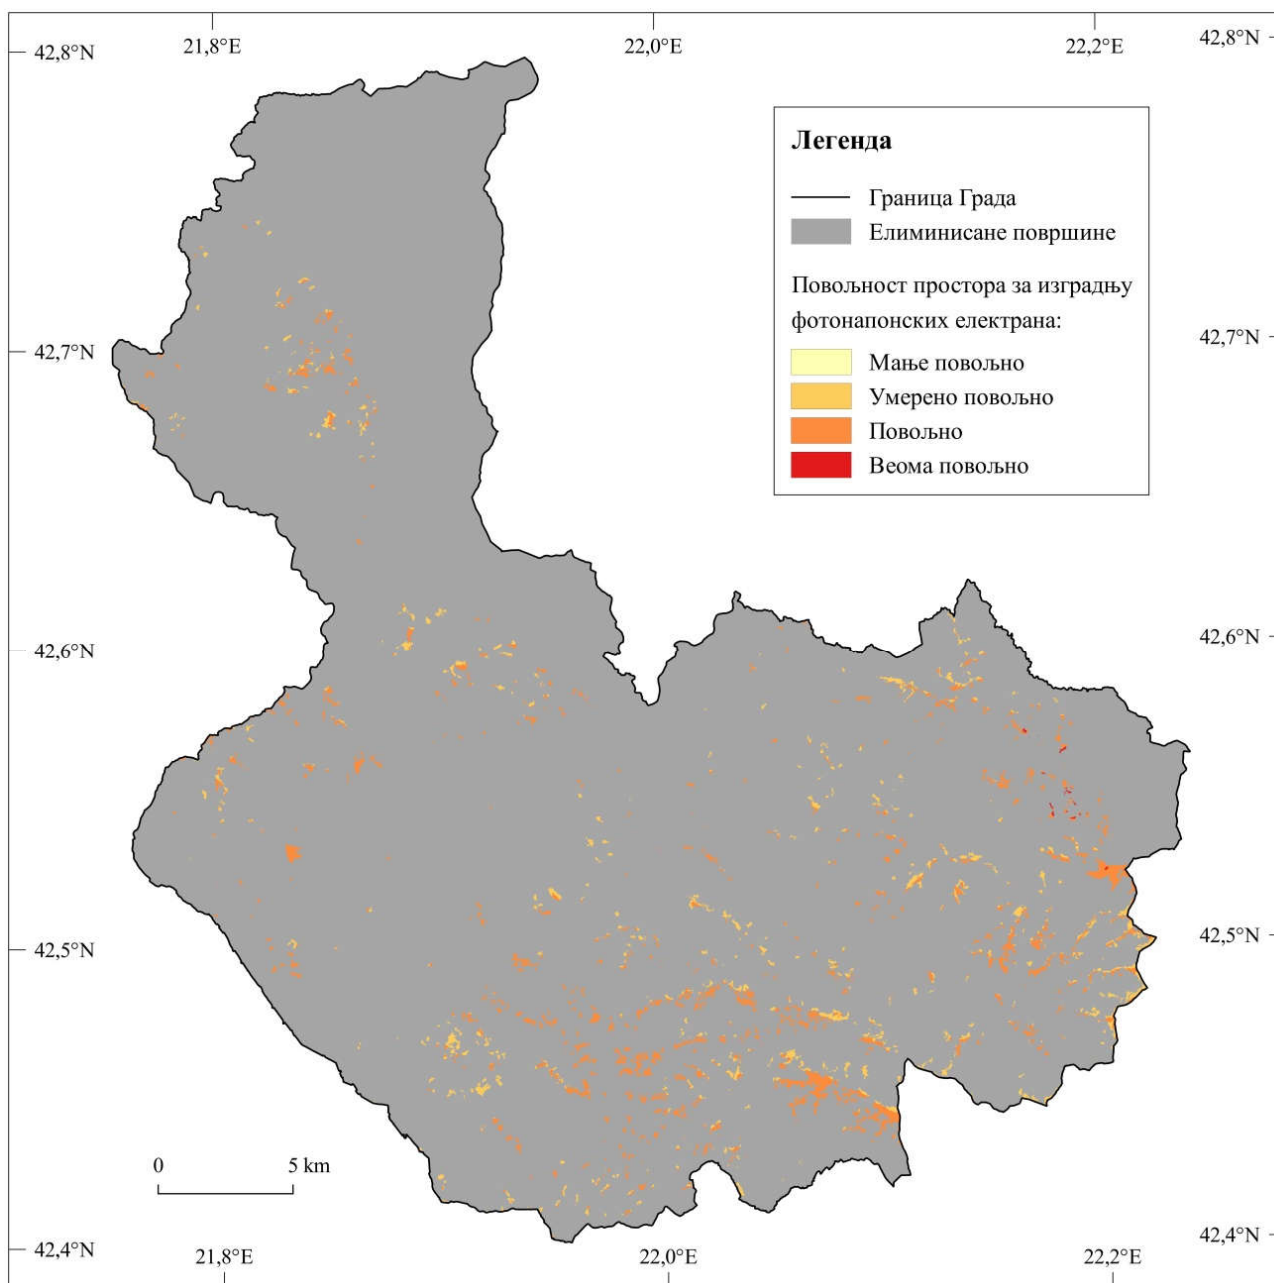 21,8°E 22,0°E 22,2°E
42,8°N 42,8°N
Легенда
Граница Града
Елиминисане површине
Повољност простора за изградњу
фотонапонских електрана:
42,7°N 42,7°N
Мање повољно
Умерено повољно
Повољно
Веома повољно
42,6°N 42,6°N
42,5°N 42,5°N
0 5 km
42,4°N 42,4°N
21,8°E 22,0°E 22,2°E